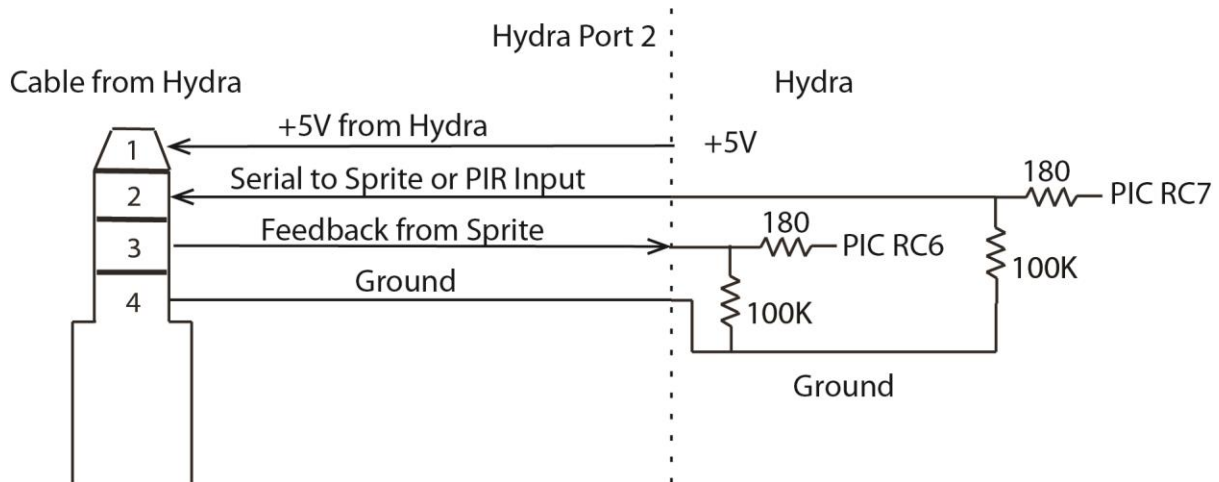 Hydra Port 2
Cable from Hydra
Hydra
+5V from Hydra
+5V
1
Serial to Sprite or PIR Input
180
PIC RC7
2
Feedback from Sprite
180
PIC RC6
3
100K
Ground
4
100K
Ground